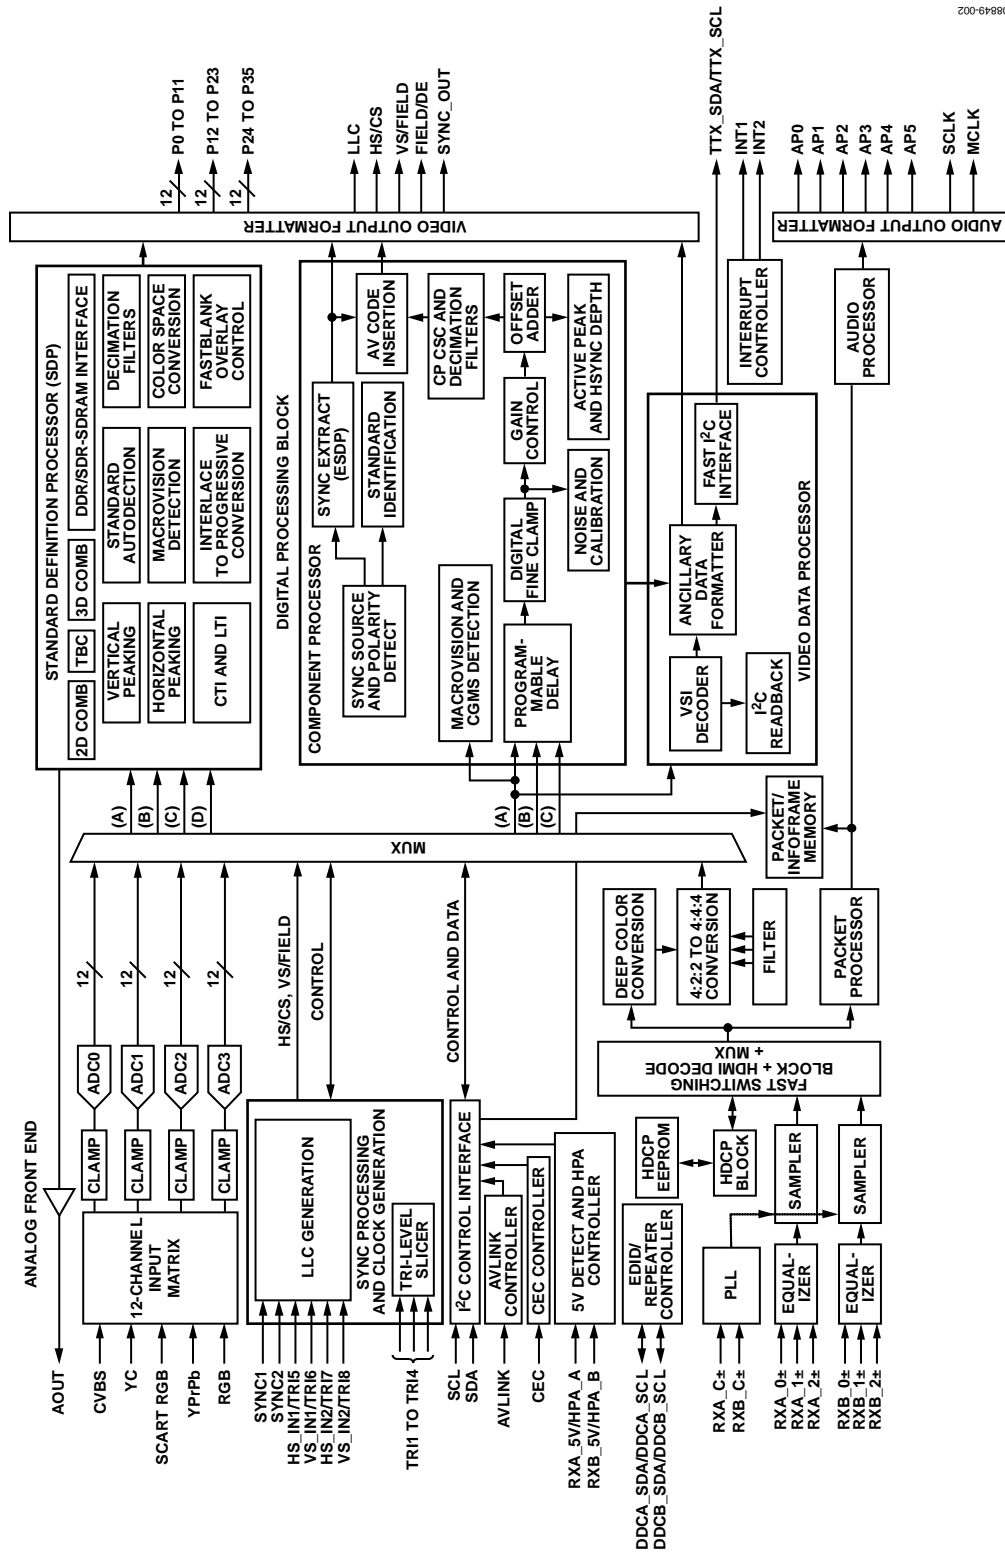 08849-002
ANALOG FRONT END
AOUT
CVBS
YC
SCART RGB
YPrPb
RGB
12-CHANNEL
INPUT
MATRIX
CLAMP
CLAMP
CLAMP
CLAMP
ADC0
ADC1
ADC2
ADC3
12
12
12
12
SYNC1
SYNC2
HS_IN1/TRI5
VS_IN1/TRI6
HS_IN2/TRI7
VS_IN2/TRI8
TRI1 TO TRI4
LLC GENERATION
SYNC PROCESSING
AND CLOCK GENERATION
TRI-LEVEL
SLICER
HS/CS, VS/FIELD
CONTROL
SCL
SDA
I2C CONTROL INTERFACE
CONTROL AND DATA
AVLINK
AVLINK
CONTROLLER
CEC
CEC CONTROLLER
RXA_5V/HPA_A
RXB_5V/HPA_B
5V DETECT AND HPA
CONTROLLER
DDCA_SDA/DDCA_SCL
DDCB_SDA/DDCB_SCL
EDID/
REPEATER
CONTROLLER
HDCP
EEPROM
HDCP
BLOCK
RXA_C±
RXB_C±
PLL
RXA_0±
RXA_1±
RXA_2±
EQUAL-
IZER
SAMPLER
RXB_0±
RXB_1±
RXB_2±
EQUAL-
IZER
SAMPLER
FAST SWITCHING
BLOCK + HDMI DECODE
+ MUX
DEEP COLOR
CONVERSION
4:2:2 TO 4:4:4
CONVERSION
FILTER
PACKET
PROCESSOR
PACKET/
INFOFRAME
MEMORY
MUX
(A)
(B)
(C)
(D)
(A)
(B)
(C)
STANDARD DEFINITION PROCESSOR (SDP)
2D COMB
TBC
3D COMB
DDR/SDR-SDRAM INTERFACE
VERTICAL
PEAKING
STANDARD
AUTODECTION
DECIMATION
FILTERS
HORIZONTAL
PEAKING
MACROVISION
DETECTION
COLOR SPACE
CONVERSION
CTI AND LTI
INTERLACE
TO PROGRESSIVE
CONVERSION
FASTBLANK
OVERLAY
CONTROL
DIGITAL PROCESSING BLOCK
COMPONENT PROCESSOR
SYNC SOURCE
AND POLARITY
DETECT
SYNC EXTRACT
(ESDP)
STANDARD
IDENTIFICATION
AV CODE
INSERTION
MACROVISION AND
CGMS DETECTION
CP CSC AND
DECIMATION
FILTERS
PROGRAM-
MABLE
DELAY
DIGITAL
FINE CLAMP
GAIN
CONTROL
OFFSET
ADDER
NOISE AND
CALIBRATION
ACTIVE PEAK
AND HSYNC DEPTH
VSI
DECODER
ANCILLARY
DATA
FORMATTER
FAST I2C
INTERFACE
I2C
READBACK
VIDEO DATA PROCESSOR
INTERRUPT
CONTROLLER
AUDIO
PROCESSOR
VIDEO OUTPUT FORMATTER
AUDIO OUTPUT FORMATTER
12
P0 TO P11
12
P12 TO P23
12
P24 TO P35
LLC
HS/CS
VS/FIELD
FIELD/DE
SYNC_OUT
TTX_SDA/TTX_SCL
INT1
INT2
AP0
AP1
AP2
AP3
AP4
AP5
SCLK
MCLK